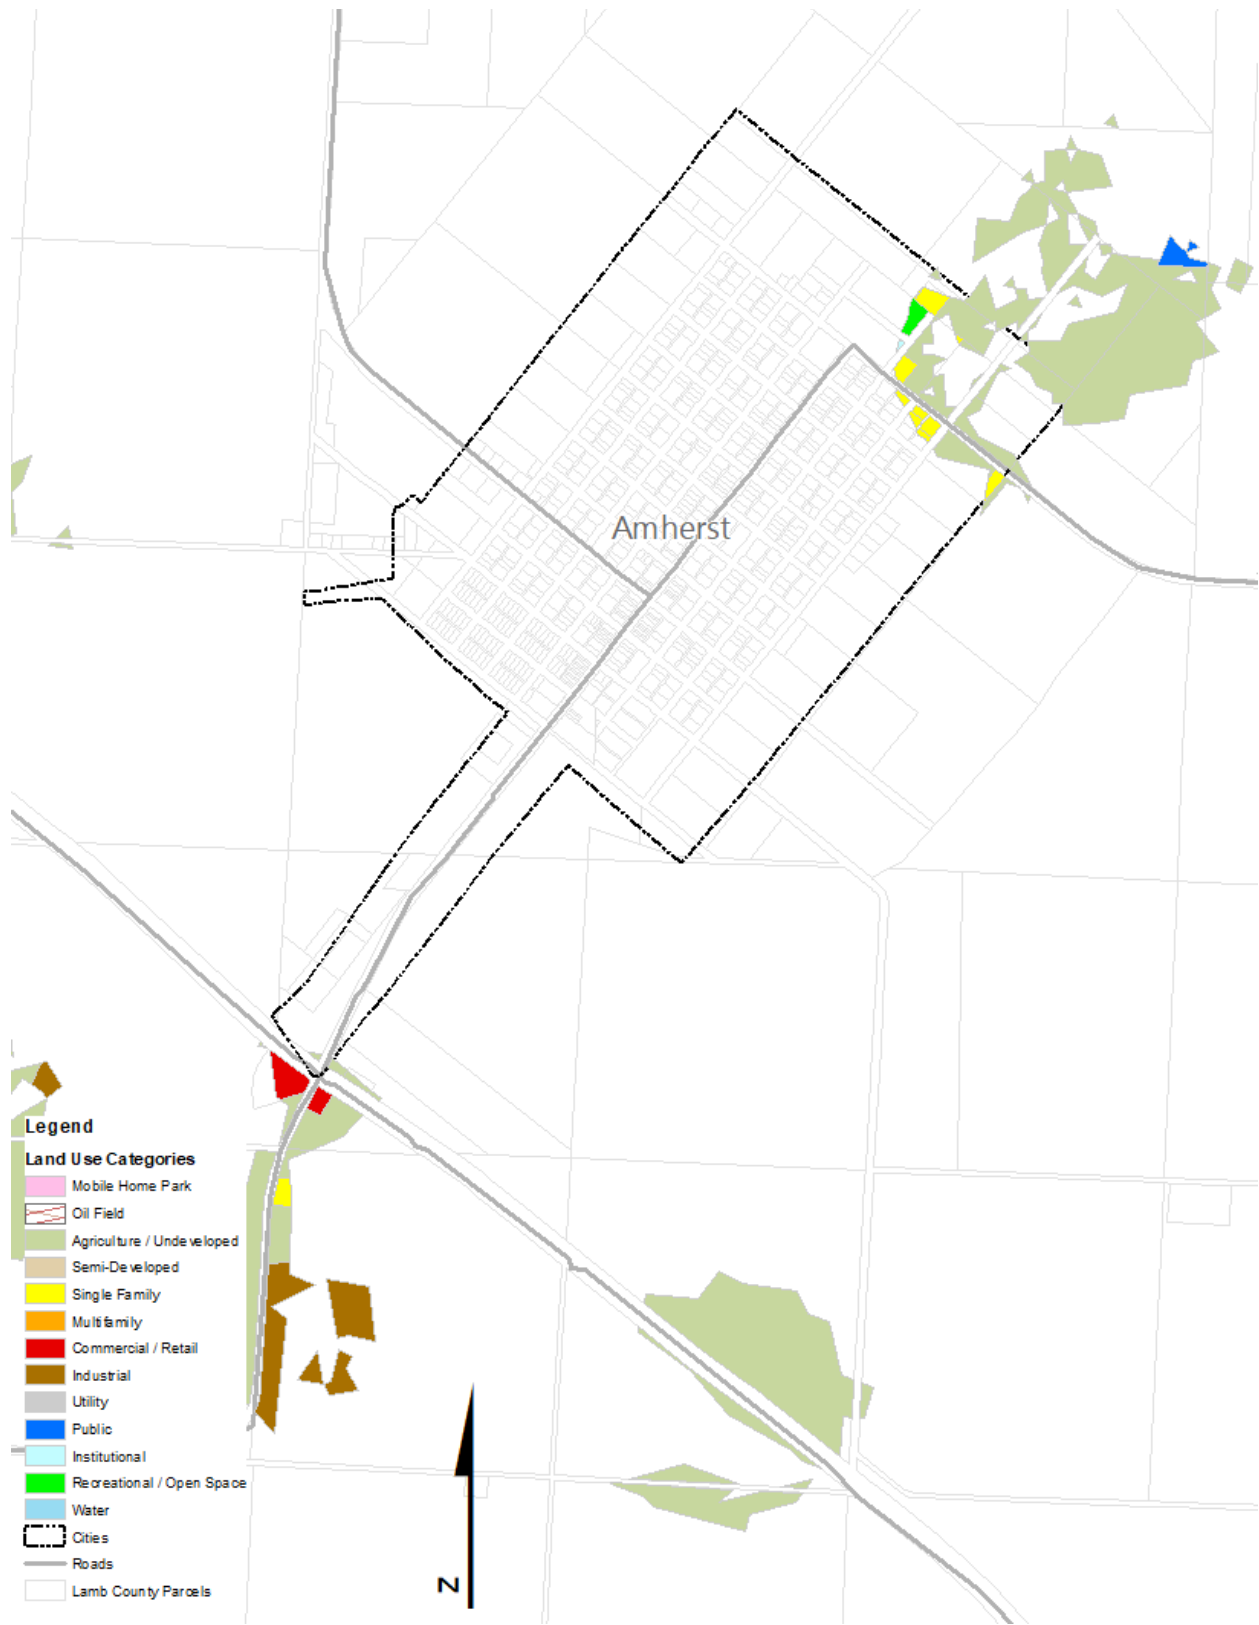 Amherst
Legend
Land Use Categories
Mobile Home Park
Oil Field
Agriculture / Undeveloped
Semi-Developed
Single Family
Multifamily
Commercial / Retail
Industrial
Utility
Public
Institutional
Recreational / Open Space
Water
Cities
Roads
Lamb County Parcels
N